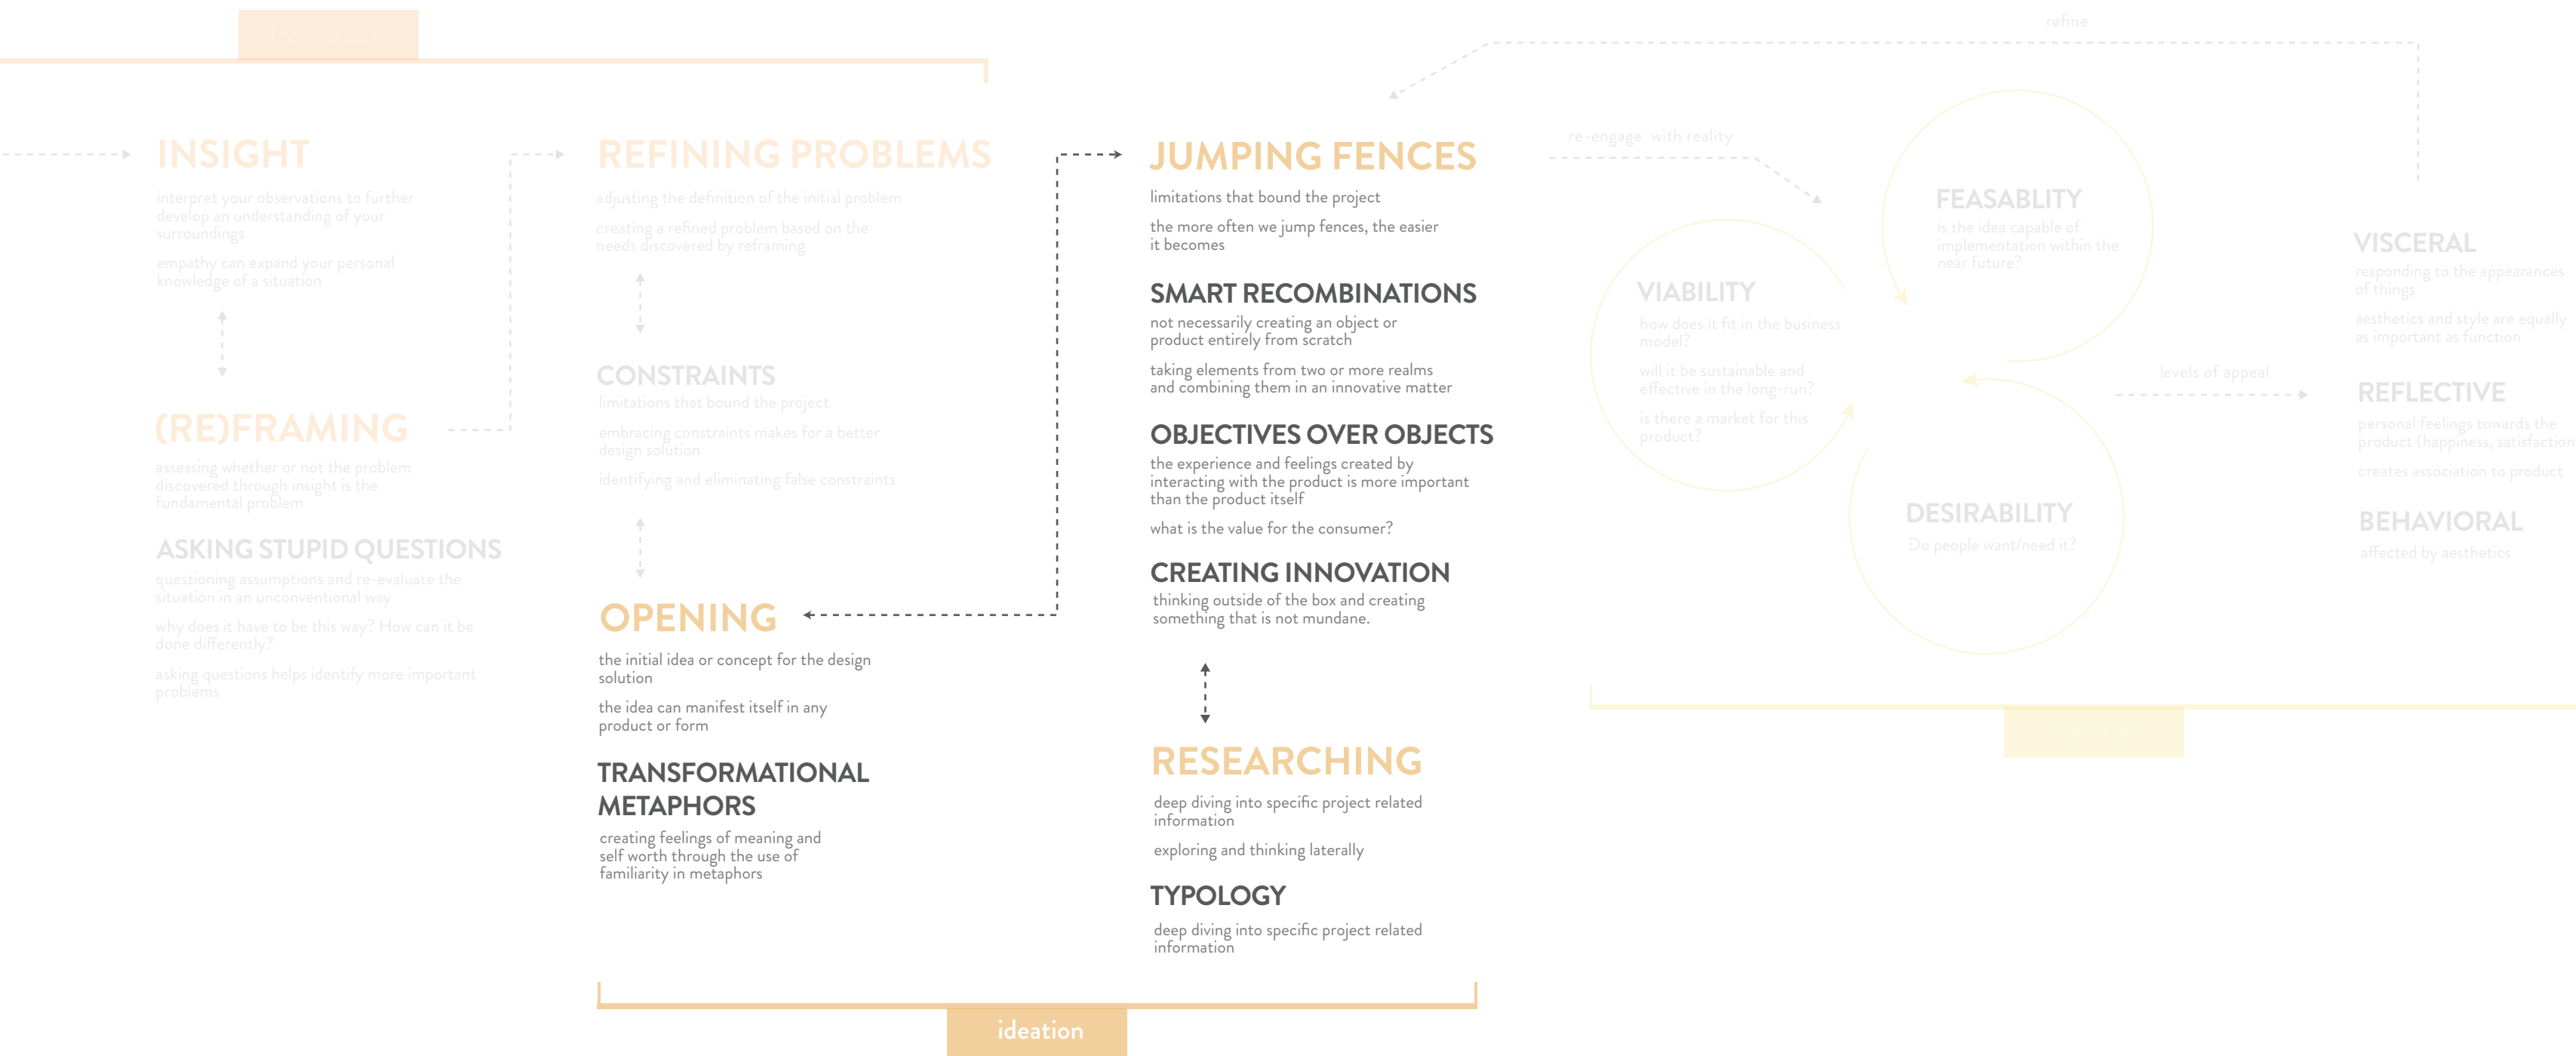 inspiration
INSIGHT
interpret your observations to further
develop an understanding of your
surroundings
empathy can expand your personal
knowledge of a situation
(RE)FRAMING
assessing whether or not the problem
discovered through insight is the
fundamental problem
ASKING STUPID QUESTIONS
questioning assumptions and re-evaluate the
situation in an unconventional way
why does it have to be this way? How can it be
done differently?
asking questions helps identify more important
problems
REFINING PROBLEMS
adjusting the definition of the initial problem
creating a refined problem based on the
needs discovered by reframing
CONSTRAINTS
limitations that bound the project
embracing constraints makes for a better
design solution
identifying and eliminating false constraints
OPENING
the initial idea or concept for the design
solution
the idea can manifest itself in any
product or form
TRANSFORMATIONAL
METAPHORS
creating feelings of meaning and
self worth through the use of
familiarity in metaphors
JUMPING FENCES
limitations that bound the project
the more often we jump fences, the easier
it becomes
SMART RECOMBINATIONS
not necessarily creating an object or
product entirely from scratch
taking elements from two or more realms
and combining them in an innovative matter
OBJECTIVES OVER OBJECTS
the experience and feelings created by
interacting with the product is more important
than the product itself
what is the value for the consumer?
CREATING INNOVATION
thinking outside of the box and creating
something that is not mundane.
RESEARCHING
deep diving into specific project related
information
exploring and thinking laterally
TYPOLOGY
deep diving into specific project related
information
ideation
refine
re-engage with reality
VIABILITY
how does it fit in the business
model?
will it be sustainable and
effective in the long-run?
is there a market for this
product?
FEASABLITY
is the idea capable of
implementation within the
near future?
DESIRABILITY
Do people want/need it?
levels of appeal
VISCERAL
responding to the appearances
of things
aesthetics and style are equally
as important as function
REFLECTIVE
personal feelings towards the
product (happiness, satisfaction
creates association to product
BEHAVIORAL
affected by aesthetics